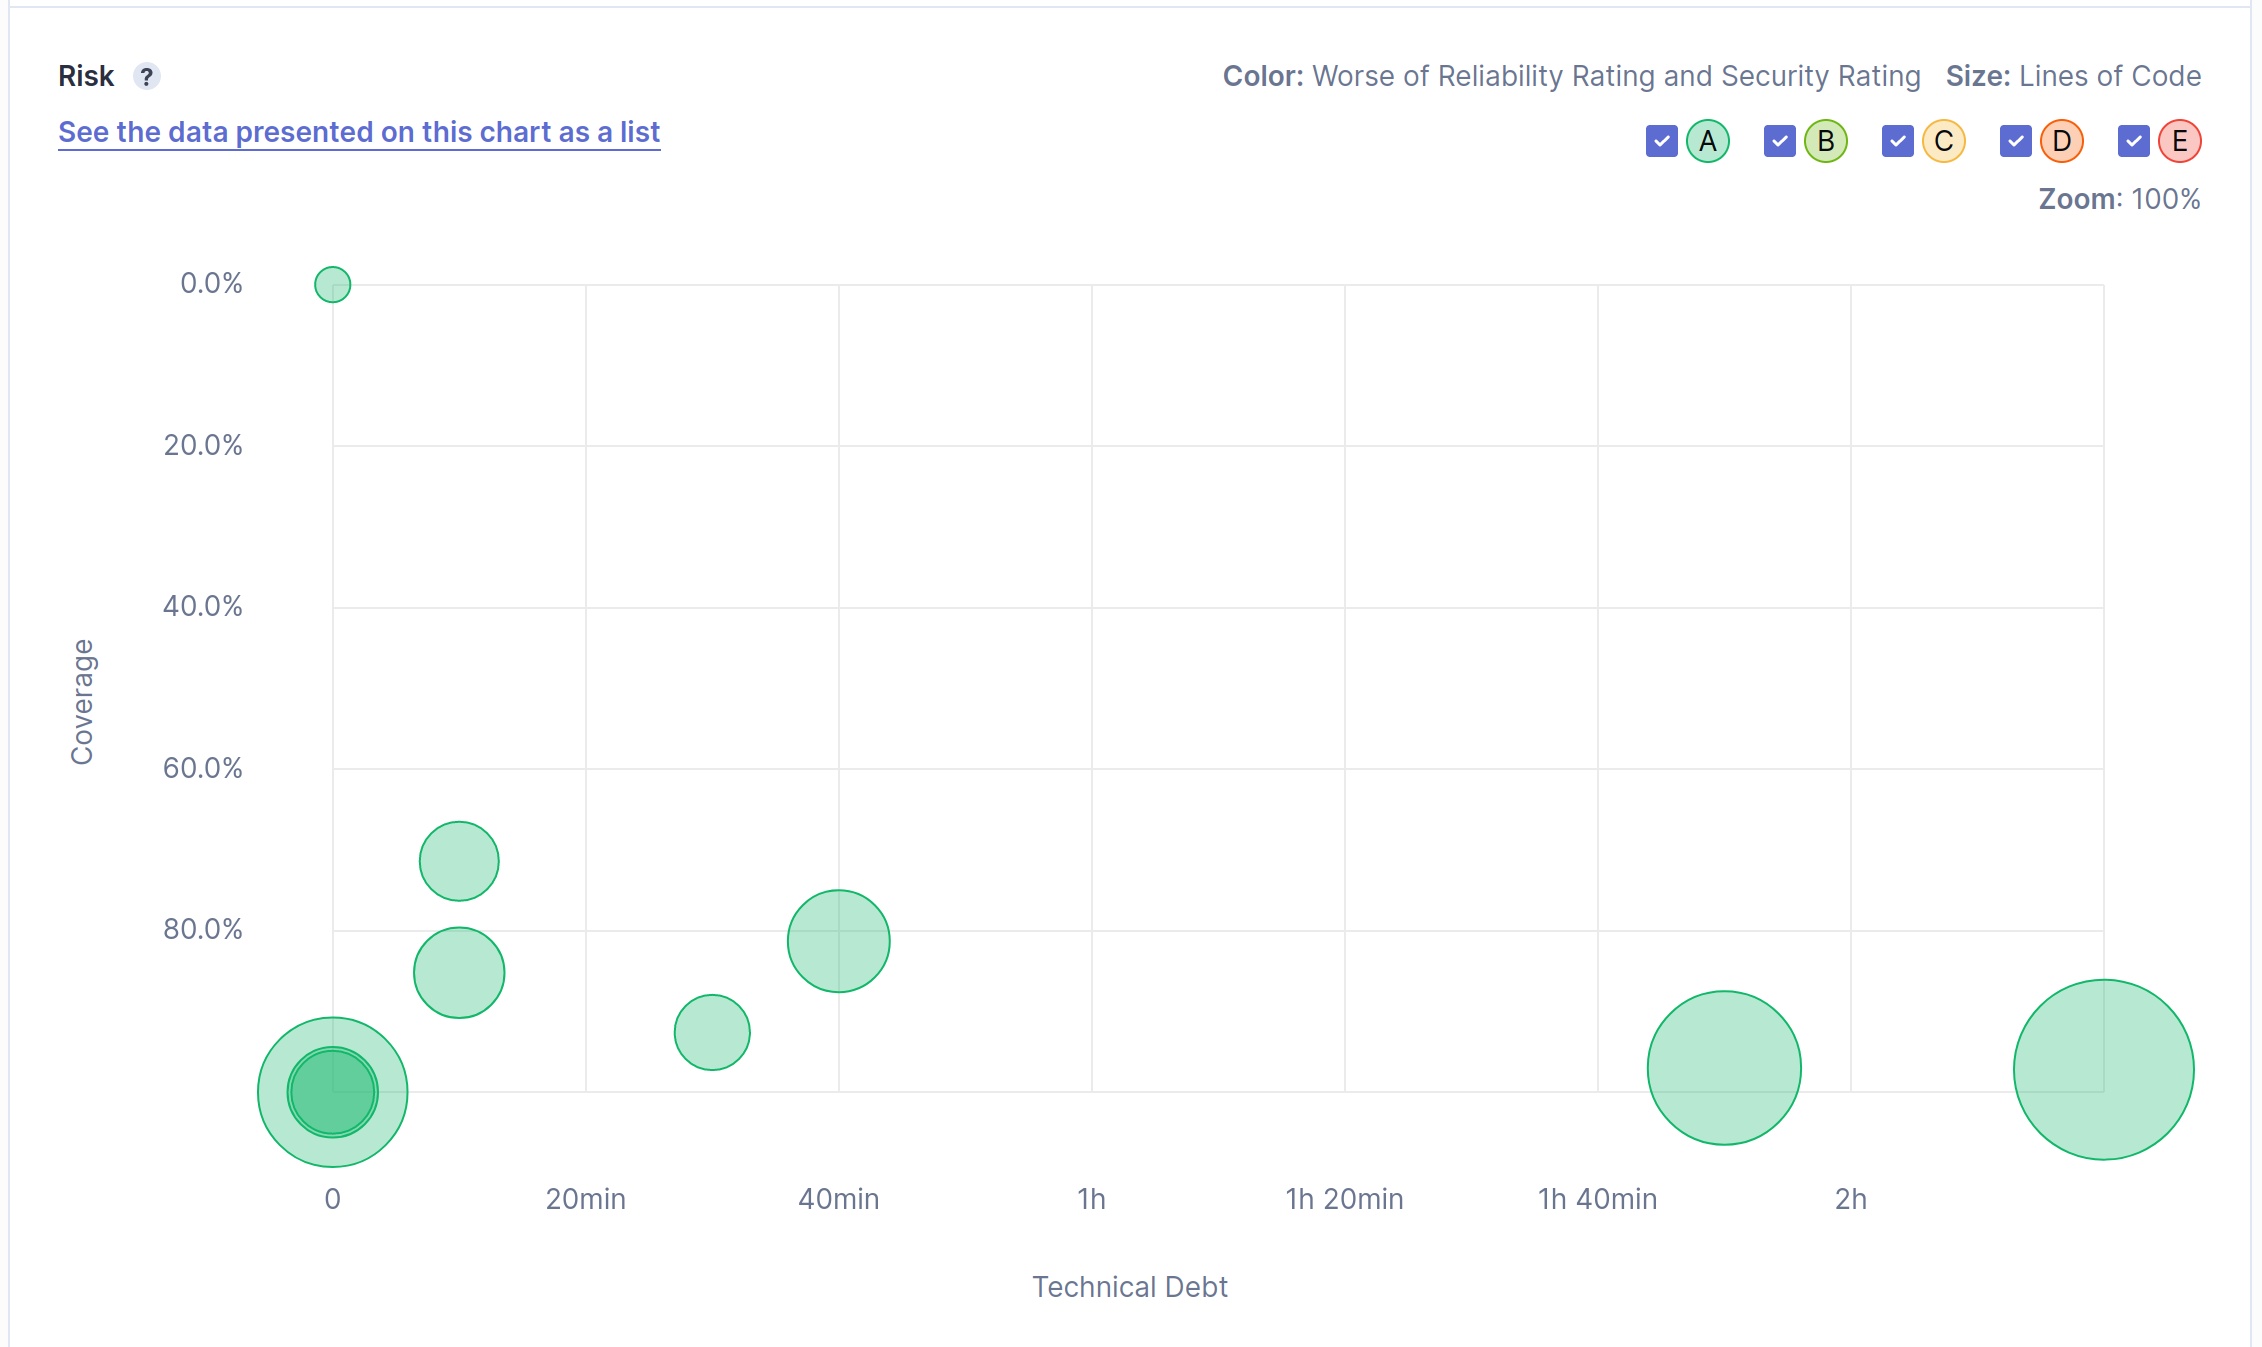 Risk ?
Color: Worse of Reliability Rating and Security Rating Size: Lines of Code
See the data presented on this chart as a list
A B C D E
Zoom: 100%
0.0%
20.0%
40.0%
60.0%
80.0%
Coverage
0 20min 40min 1h 1h 20min 1h 40min 2h
Technical Debt